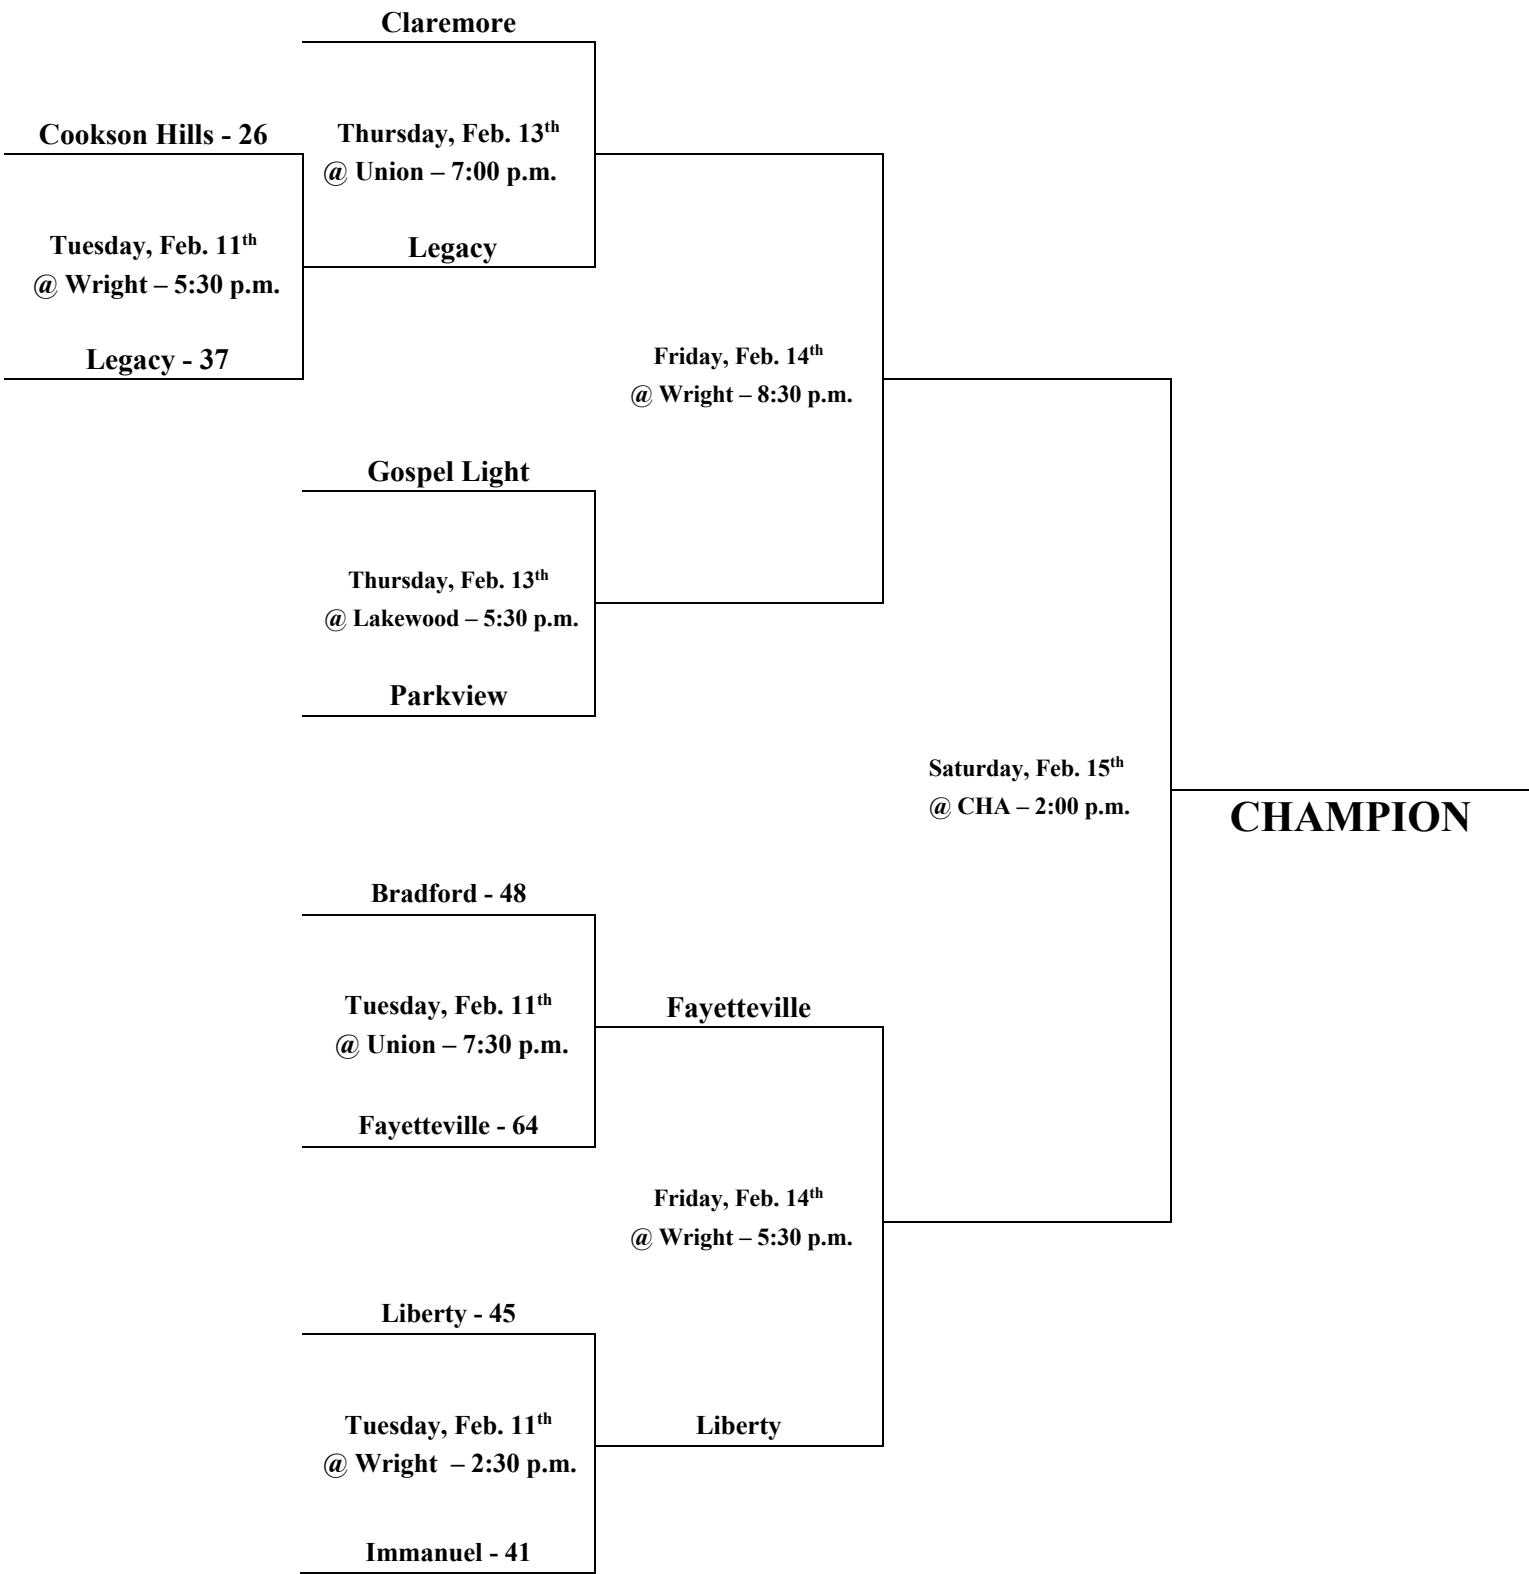 Claremore
Cookson Hills - 26
Thursday, Feb. 13th
@ Union – 7:00 p.m.
Tuesday, Feb. 11th
@ Wright – 5:30 p.m.
Legacy
Legacy - 37
Friday, Feb. 14th
@ Wright – 8:30 p.m.
Gospel Light
Thursday, Feb. 13th
@ Lakewood – 5:30 p.m.
Parkview
Saturday, Feb. 15th
@ CHA – 2:00 p.m.
CHAMPION
Bradford - 48
Tuesday, Feb. 11th
@ Union – 7:30 p.m.
Fayetteville
Fayetteville - 64
Friday, Feb. 14th
@ Wright – 5:30 p.m.
Liberty - 45
Tuesday, Feb. 11th
@ Wright – 2:30 p.m.
Liberty
Immanuel - 41